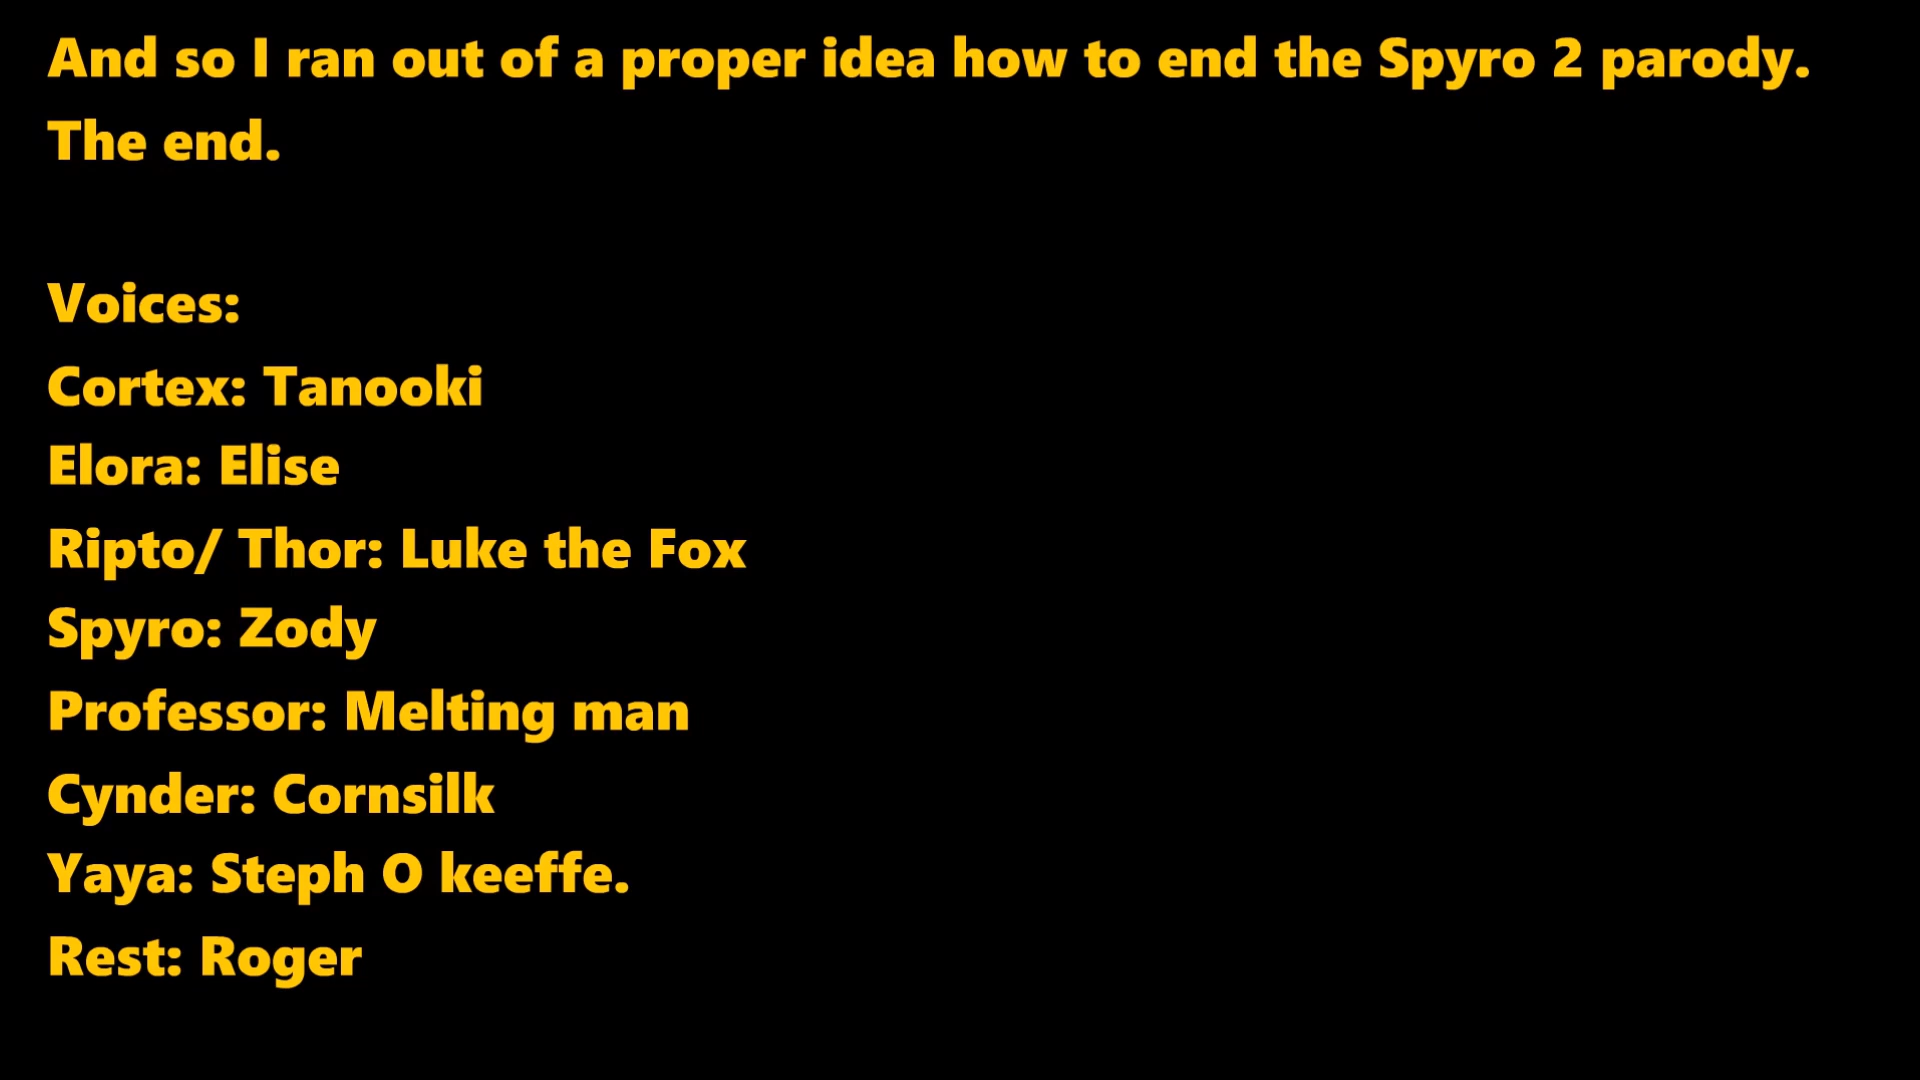 And so I ran out of a proper idea how to end the Spyro 2 parody.
The end.
Voices:
Cortex: Tanooki
Elora: Elise
Ripto/ Thor: Luke the Fox
Spyro: Zody
Professor: Melting man
Cynder: Cornsilk
Yaya: Steph O keeffe.
Rest: Roger